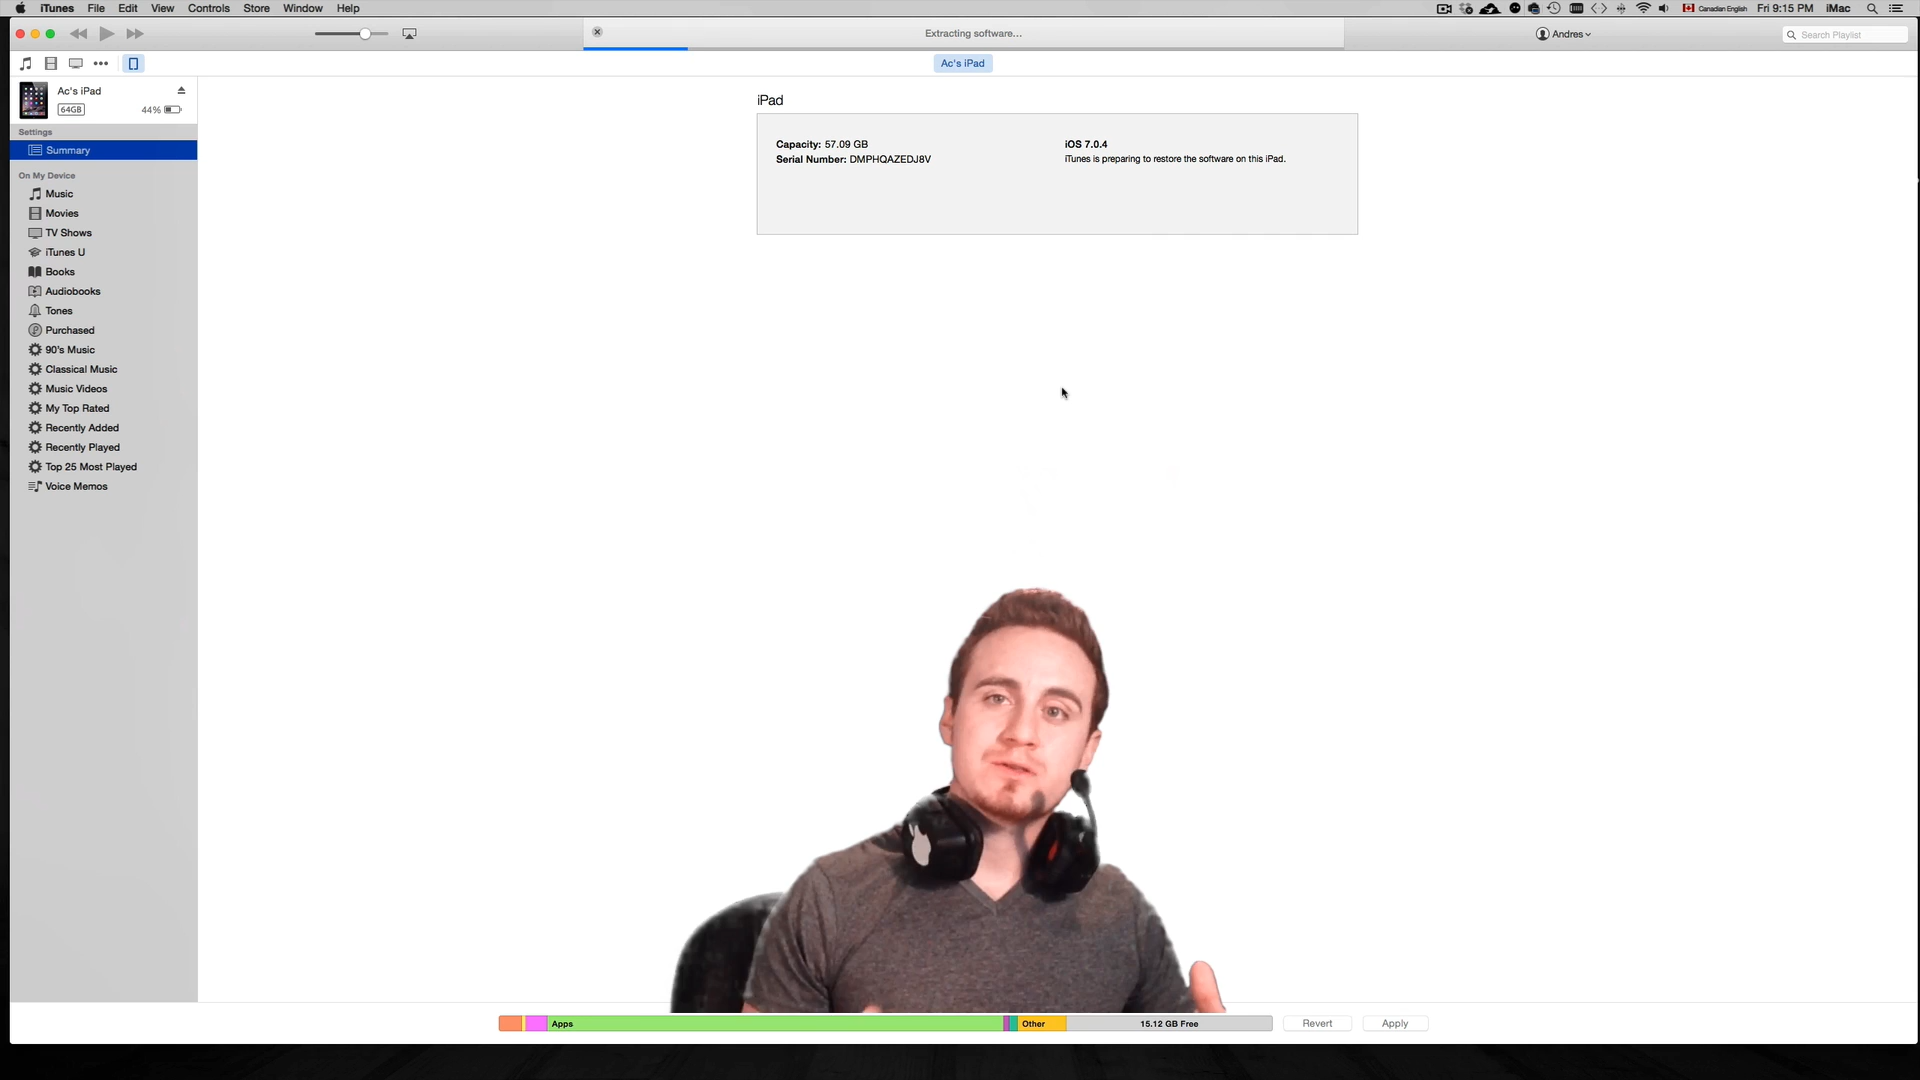 iTunes File Edit View Controls Store Window Help
Canadian English Fri 9:15 PM iMac
Extracting software...
Andres
Search Playlist
Ac's iPad
Ac's iPad
64GB 44%
Settings
Summary
On My Device
Music
Movies
TV Shows
iTunes U
Books
Audiobooks
Tones
Purchased
90's Music
Classical Music
Music Videos
My Top Rated
Recently Added
Recently Played
Top 25 Most Played
Voice Memos
iPad
Capacity: 57.09 GB
Serial Number: DMPHQAZEDJ8V
iOS 7.0.4
iTunes is preparing to restore the software on this iPad.
Apps Other 15.12 GB Free
Revert Apply